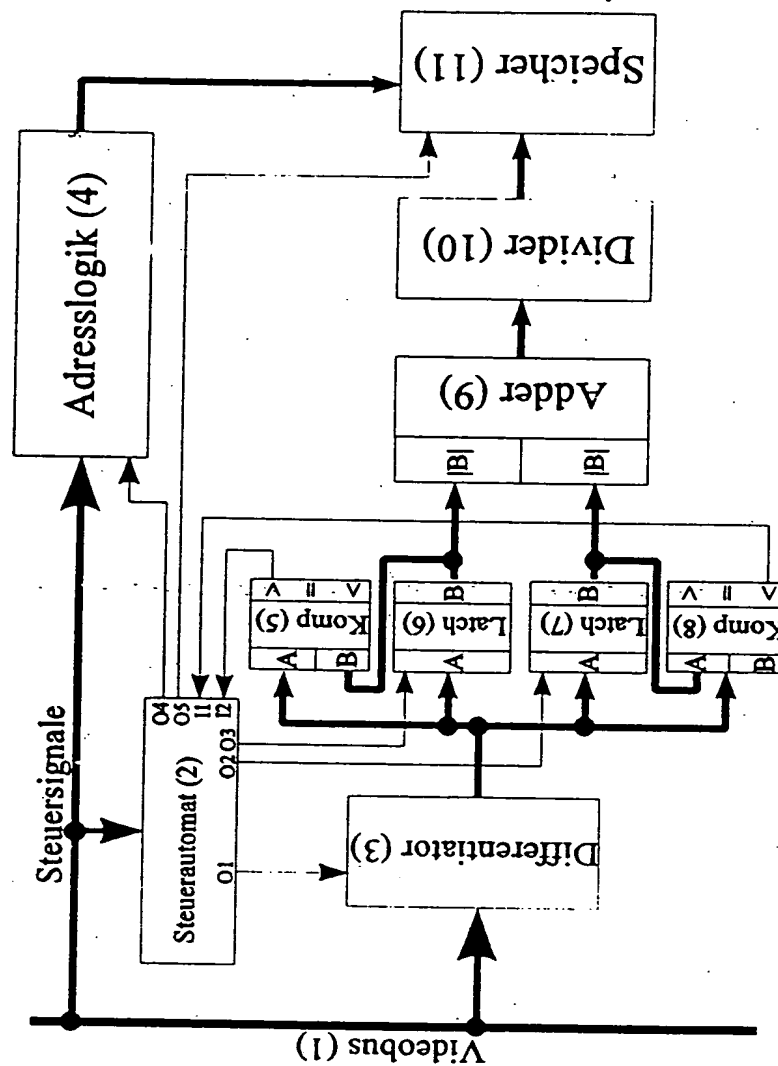 Steuersignale
Adresslogik (4)
Speicher (11)
Divider (10)
Adder (9)
|B|
|B|
Steuerautomat (2)
O4
O5
I1
I2
O3
O2
O1
Komp (5)
A
B
<
=
>
Latch (6)
A
B
Latch (7)
A
B
Komp (8)
A
B
<
=
>
Differentiator (3)
Videobus (1)